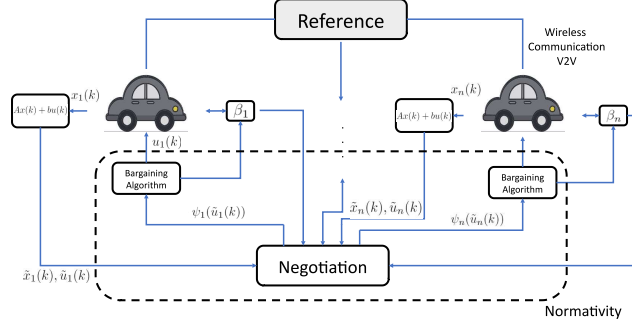 Reference
Wireless
Communication
V2V
x_1(k)
x_n(k)
Ax(k) + bu(k)
β_1
Ax(k) + bu(k)
β_n
u_1(k)
Bargaining
Algorithm
Bargaining
Algorithm
ψ_1(ũ_1(k))
x̃_n(k), ũ_n(k)
ψ_n(ũ_n(k))
Negotiation
x̃_1(k), ũ_1(k)
Normativity